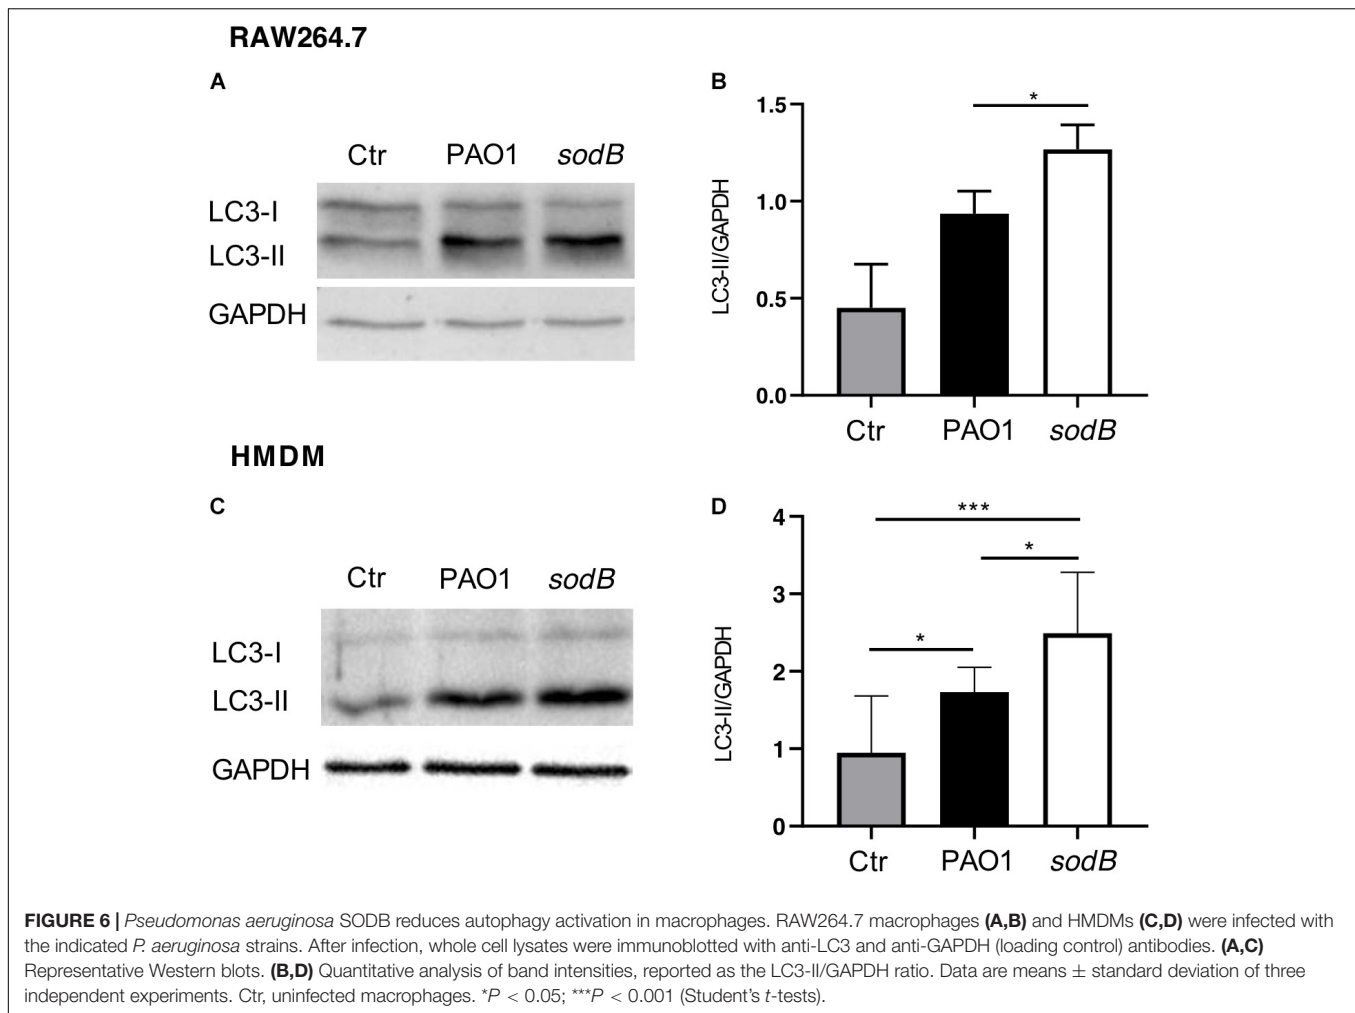 RAW264.7
A
Ctr PAO1 sodB
LC3-I
LC3-II
GAPDH
B
*
1.5
1.0
0.5
0.0
LC3-II/GAPDH
Ctr PAO1 sodB
HMDM
C
Ctr PAO1 sodB
LC3-I
LC3-II
GAPDH
D
***
*
*
4
3
2
1
0
LC3-II/GAPDH
Ctr PAO1 sodB
FIGURE 6 | Pseudomonas aeruginosa SODB reduces autophagy activation in macrophages. RAW264.7 macrophages (A,B) and HMDMs (C,D) were infected with
the indicated P. aeruginosa strains. After infection, whole cell lysates were immunoblotted with anti-LC3 and anti-GAPDH (loading control) antibodies. (A,C)
Representative Western blots. (B,D) Quantitative analysis of band intensities, reported as the LC3-II/GAPDH ratio. Data are means ± standard deviation of three
independent experiments. Ctr, uninfected macrophages. *P < 0.05; ***P < 0.001 (Student's t-tests).